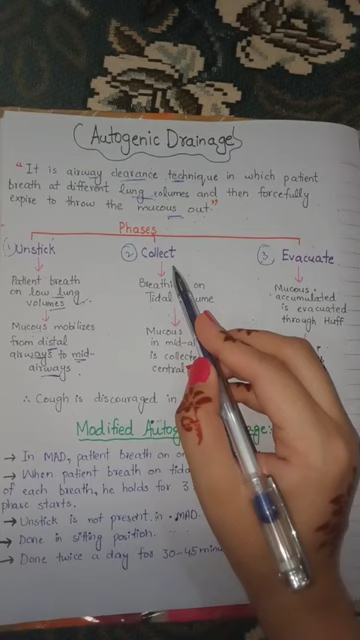 Autogenic Drainage
"It is airway clearance technique in which patient
breath at different lung volumes and then forcefully
expire to throw the mucous out."
Phases
① Unstick
Patient breath
on low lung
volumes
Mucous mobilizes
from distal
airways to mid-
airways
② Collect
on
Tidal
Mucous
in mid-
is collec
central
③ Evacuate
Mucous
accumulated
is evacuated
through Huff
∴ Cough is discouraged in
Modified Auto age:
→ In MAD, patient breath on
→ When patient breath on tida
of each breath, he holds for 3
phase starts.
→ Unstick is not present in MAD.
→ Done in sitting position.
→ Done twice a day for 30-45 minu